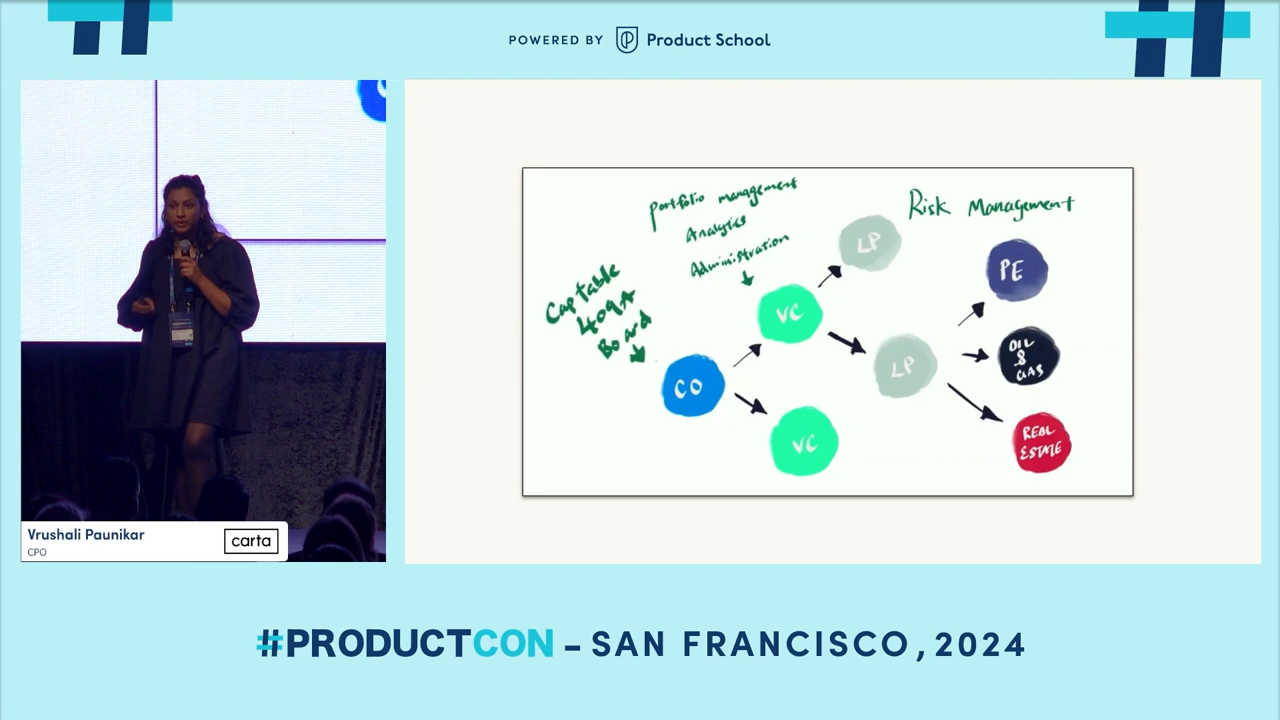 POWERED BY Product School
portfolio management
Analytics
Administration
Risk Management
Cap table
409A
Board
LP
PE
VC
OIL
&
GAS
LP
CO
VC
REAL
ESTATE
Vrushali Paunikar
CPO
carta
#PRODUCTCON – SAN FRANCISCO, 2024